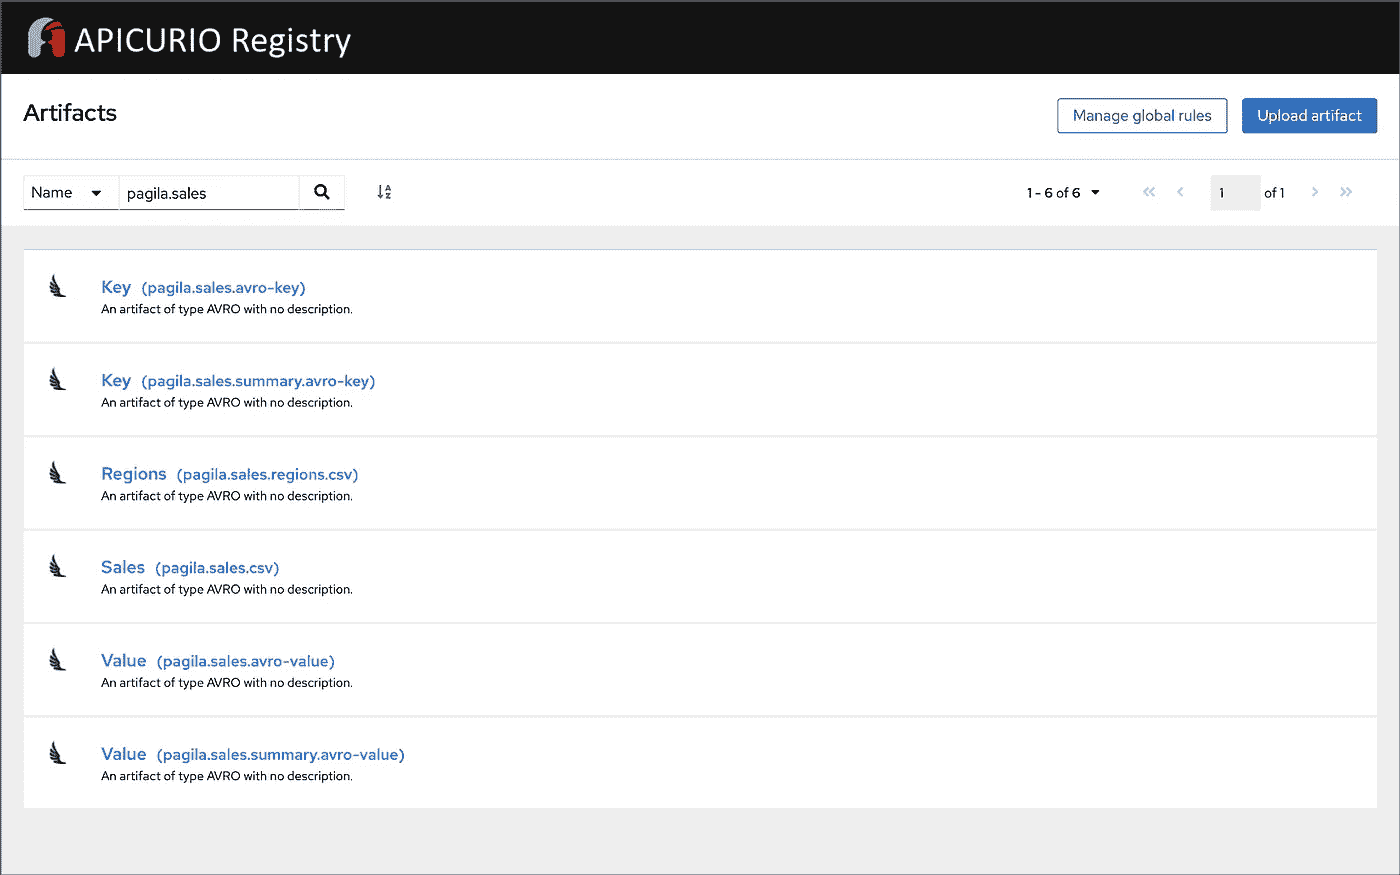 APICURIO Registry
Artifacts
Manage global rules
Upload artifact
Name
pagila.sales
1 - 6 of 6
1
of 1
Key (pagila.sales.avro-key)
An artifact of type AVRO with no description.
Key (pagila.sales.summary.avro-key)
An artifact of type AVRO with no description.
Regions (pagila.sales.regions.csv)
An artifact of type AVRO with no description.
Sales (pagila.sales.csv)
An artifact of type AVRO with no description.
Value (pagila.sales.avro-value)
An artifact of type AVRO with no description.
Value (pagila.sales.summary.avro-value)
An artifact of type AVRO with no description.